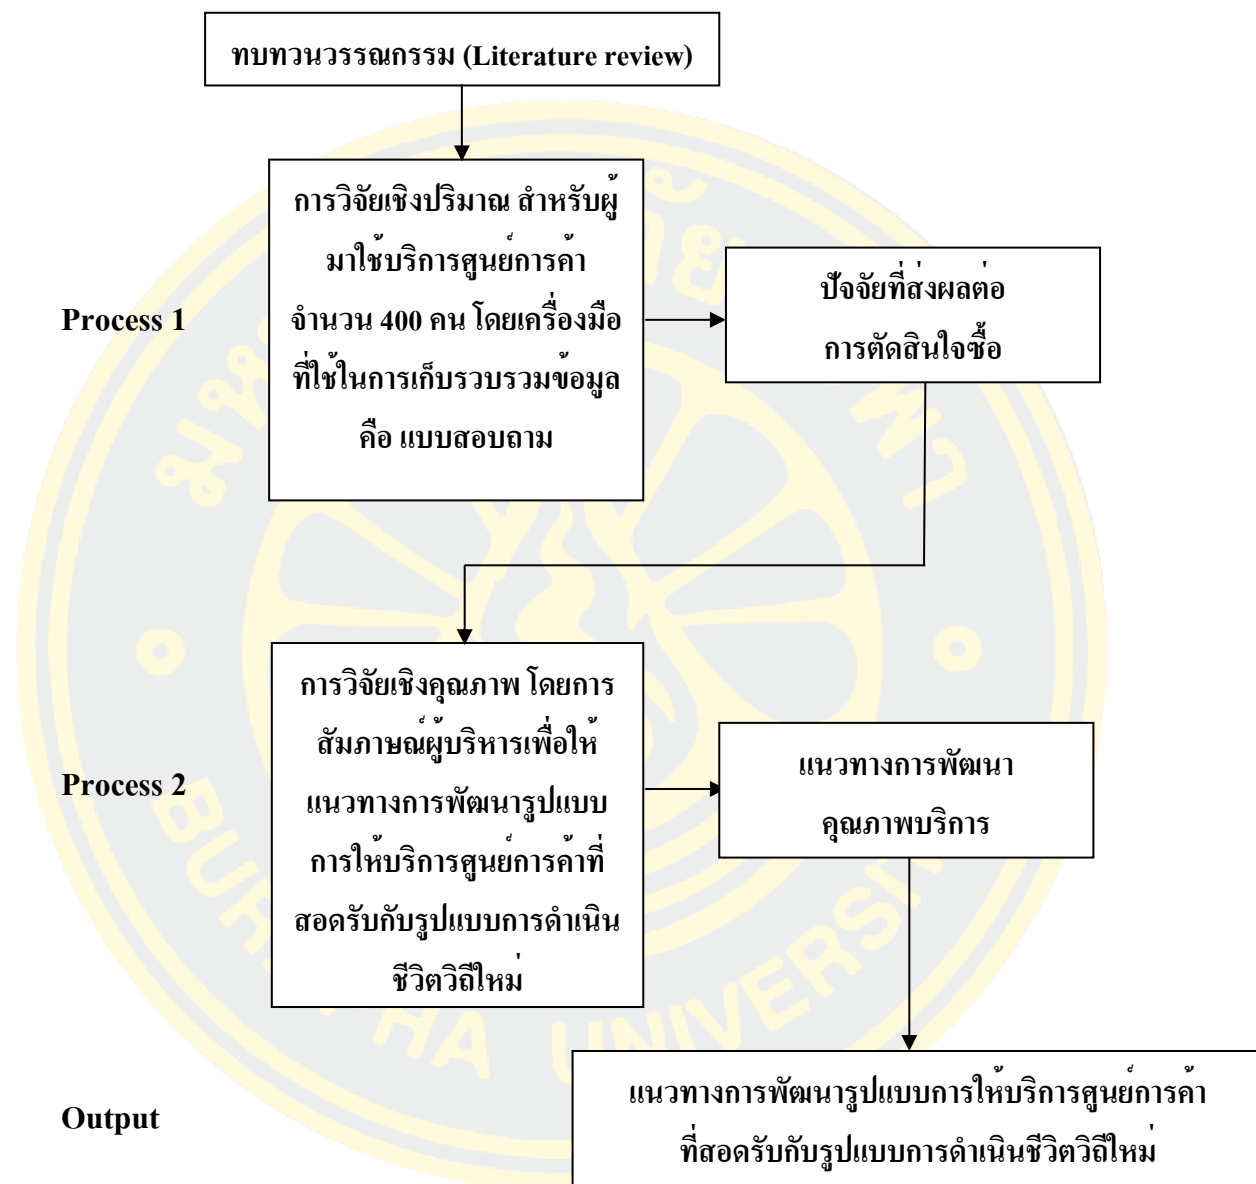 ทบทวนวรรณกรรม (Literature review)
Process 1
การวิจัยเชิงปริมาณ สำหรับผู้
มาใช้บริการศูนย์การค้า
จำนวน 400 คน โดยเครื่องมือ
ที่ใช้ในการเก็บรวบรวมข้อมูล
คือ แบบสอบถาม
ปัจจัยที่ส่งผลต่อ
การตัดสินใจซื้อ
Process 2
การวิจัยเชิงคุณภาพ โดยการ
สัมภาษณ์ผู้บริหารเพื่อให้
แนวทางการพัฒนารูปแบบ
การให้บริการศูนย์การค้าที่
สอดรับกับรูปแบบการดำเนิน
ชีวิตวิถีใหม่
แนวทางการพัฒนา
คุณภาพบริการ
Output
แนวทางการพัฒนารูปแบบการให้บริการศูนย์การค้า
ที่สอดรับกับรูปแบบการดำเนินชีวิตวิถีใหม่